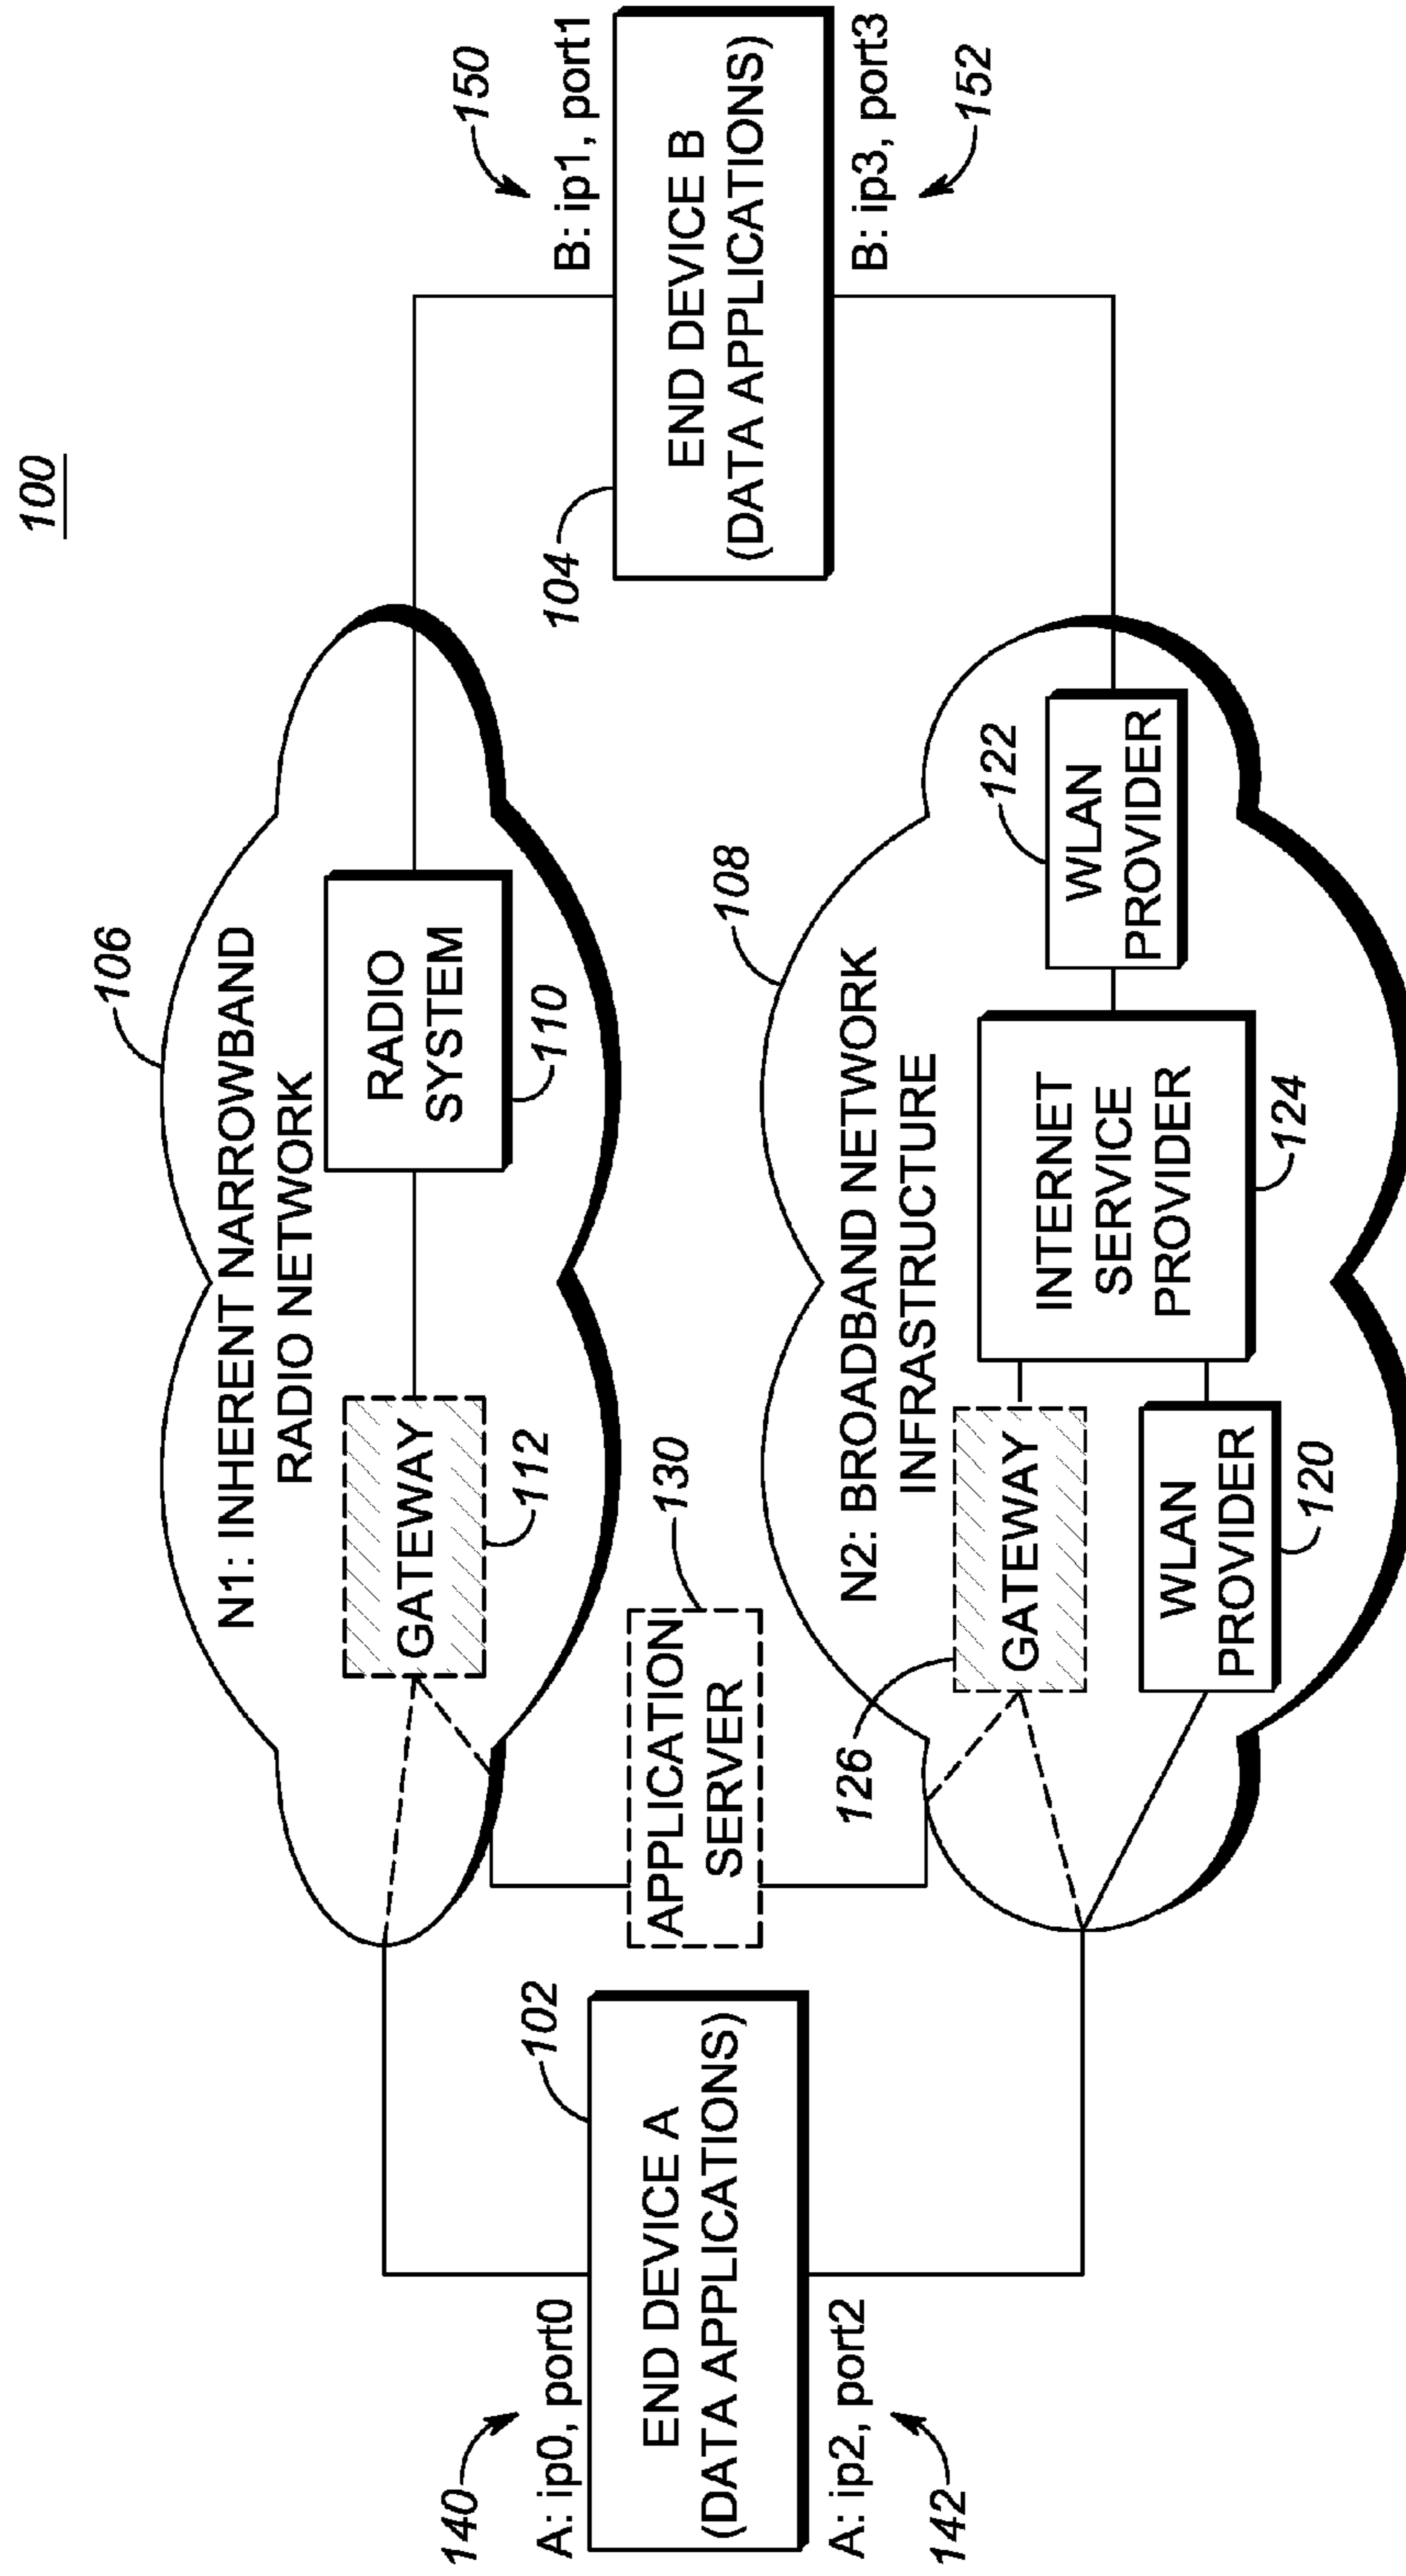 100
106
N1: INHERENT NARROWBAND
RADIO NETWORK
GATEWAY
112
RADIO
SYSTEM
110
140
A: ip0, port0
102
END DEVICE A
(DATA APPLICATIONS)
A: ip2, port2
142
130
APPLICATION
SERVER
150
B: ip1, port1
104
END DEVICE B
(DATA APPLICATIONS)
B: ip3, port3
152
108
N2: BROADBAND NETWORK
INFRASTRUCTURE
126
GATEWAY
WLAN
PROVIDER
120
INTERNET
SERVICE
PROVIDER
124
122
WLAN
PROVIDER